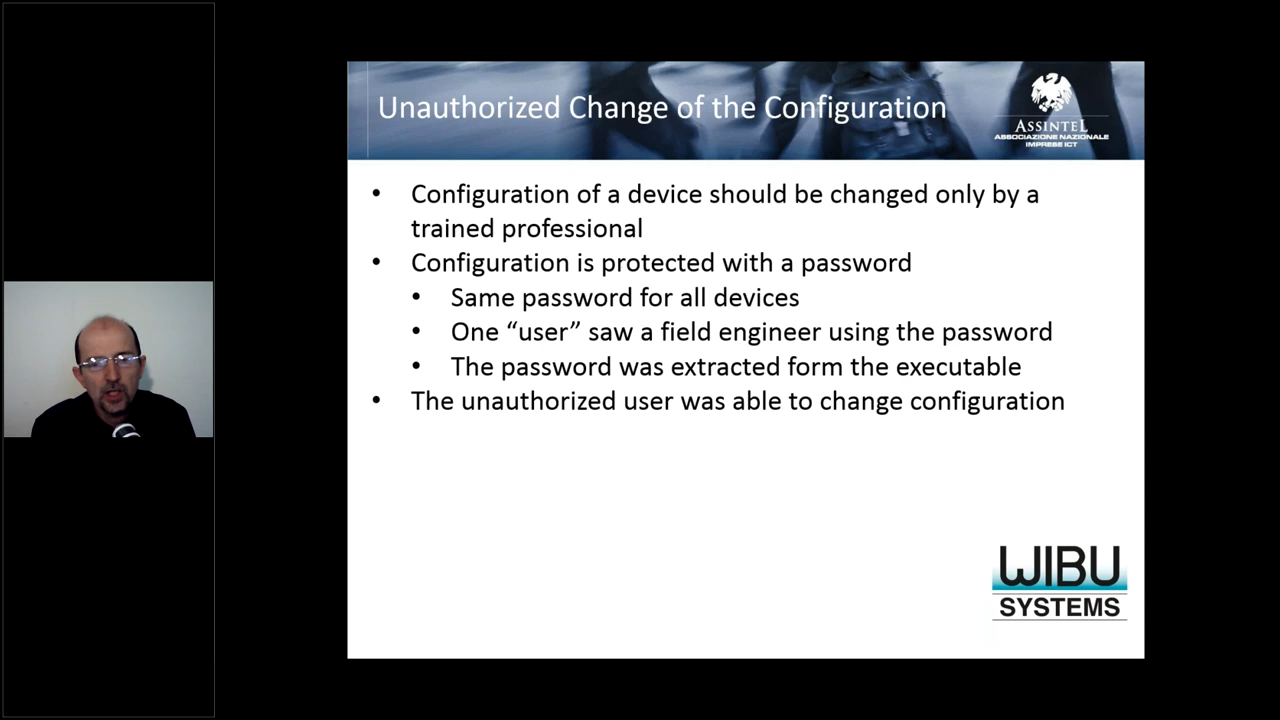 Unauthorized Change of the Configuration
ASSINTEL
ASSOCIAZIONE NAZIONALE
IMPRESE ICT
• Configuration of a device should be changed only by a
trained professional
• Configuration is protected with a password
• Same password for all devices
• One “user” saw a field engineer using the password
• The password was extracted form the executable
• The unauthorized user was able to change configuration
WIBU
SYSTEMS